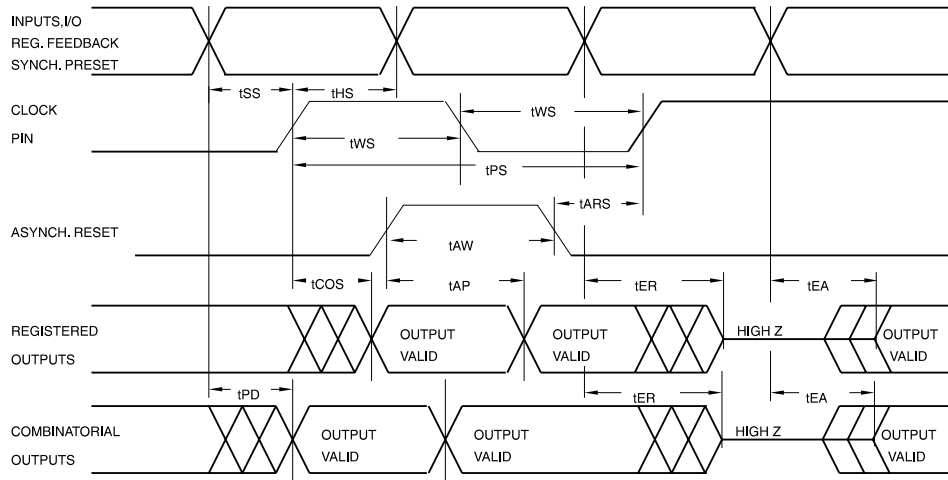 INPUTS,I/O
REG. FEEDBACK
SYNCH. PRESET
tSS
tHS
CLOCK
PIN
tWS
tWS
tPS
tARS
ASYNCH. RESET
tAW
tCOS
tAP
tER
tEA
REGISTERED
OUTPUTS
OUTPUT
VALID
OUTPUT
VALID
HIGH Z
OUTPUT
VALID
tPD
tER
tEA
COMBINATORIAL
OUTPUTS
OUTPUT
VALID
OUTPUT
VALID
HIGH Z
OUTPUT
VALID